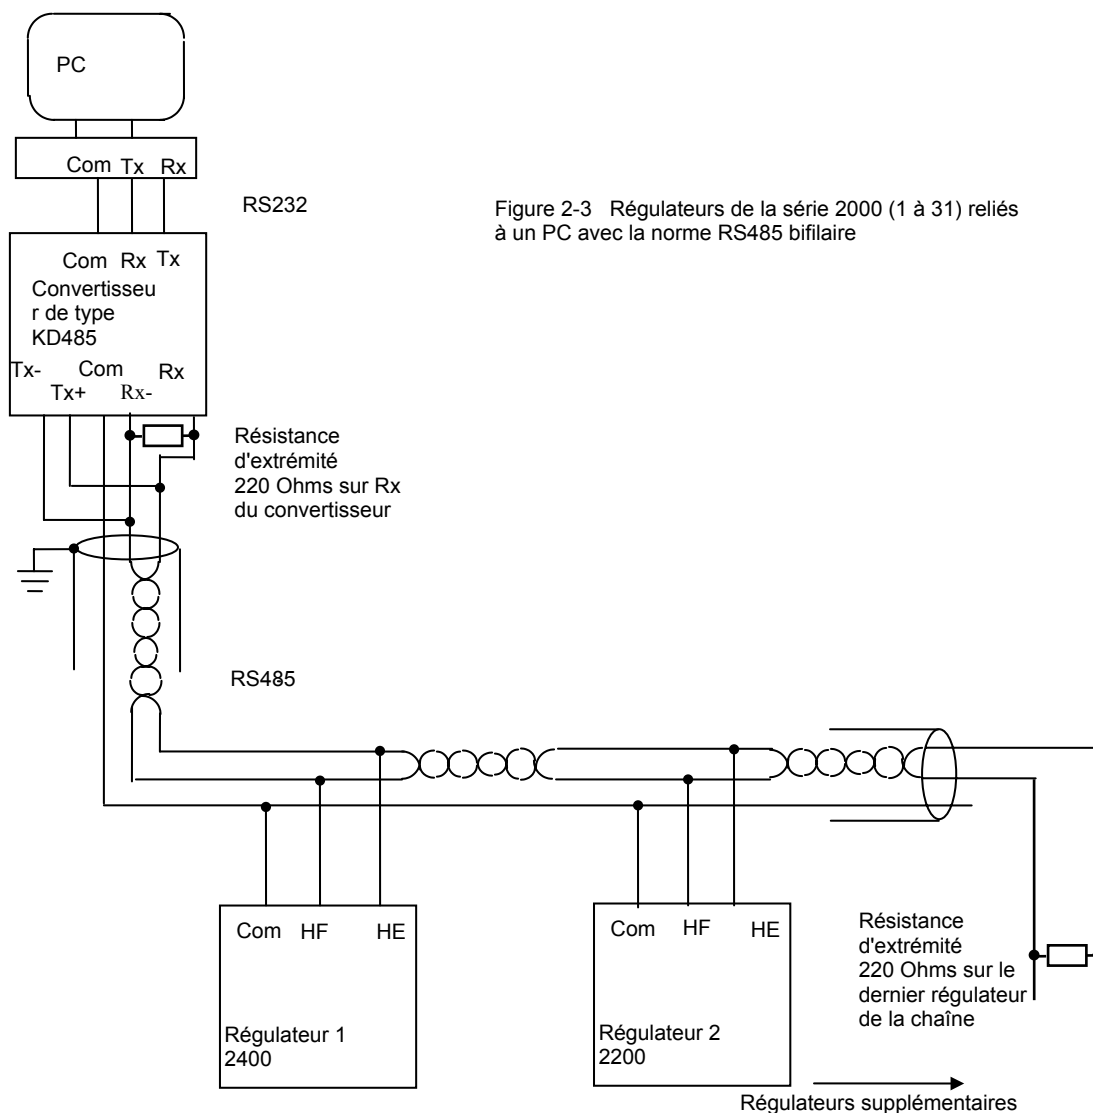 PC
Com Tx Rx
RS232
Figure 2-3 Régulateurs de la série 2000 (1 à 31) reliés
à un PC avec la norme RS485 bifilaire
Com Rx Tx
Convertisseu
r de type
KD485
Tx- Com Rx
Tx+ Rx-
Résistance
d'extrémité
220 Ohms sur Rx
du convertisseur
RS485
Com HF HE
Régulateur 1
2400
Com HF HE
Régulateur 2
2200
Résistance
d'extrémité
220 Ohms sur le
dernier régulateur
de la chaîne
Régulateurs supplémentaires